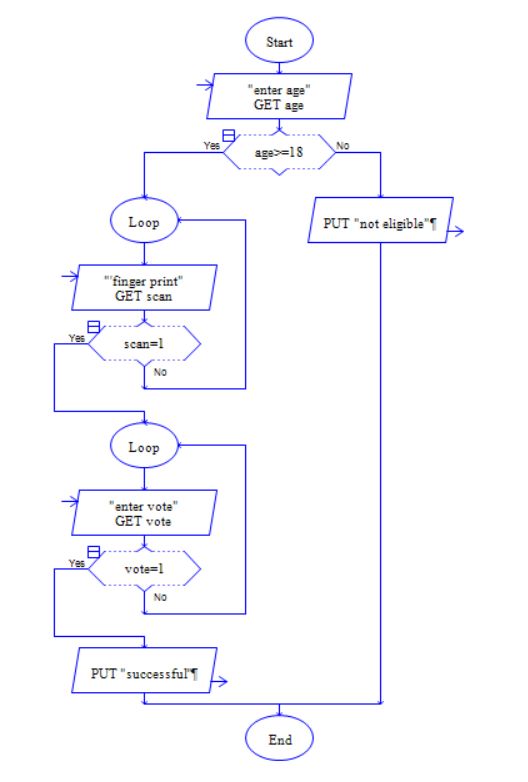 Start
"enter age"
GET age
Yes
age>=18
No
Loop
PUT "not eligible"¶
"'finger print"
GET scan
Yes
scan=1
No
Loop
"enter vote"
GET vote
Yes
vote=1
No
PUT "successful"¶
End